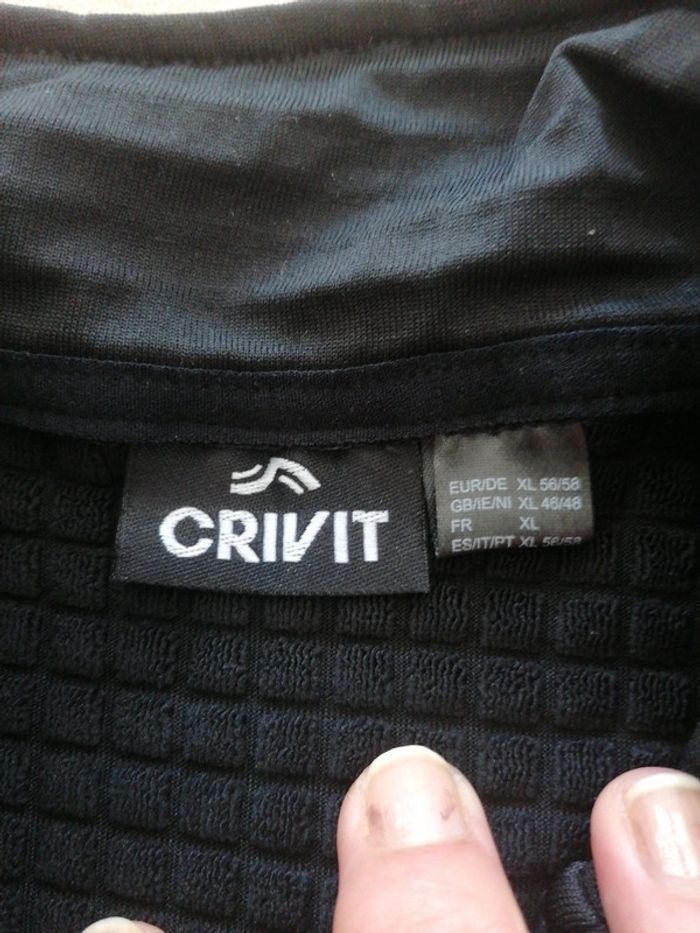 CRIVIT
EUR/DE XL 56/58
GB/IE/NI XL 46/48
FR XL
ES/IT/PT XL 56/58